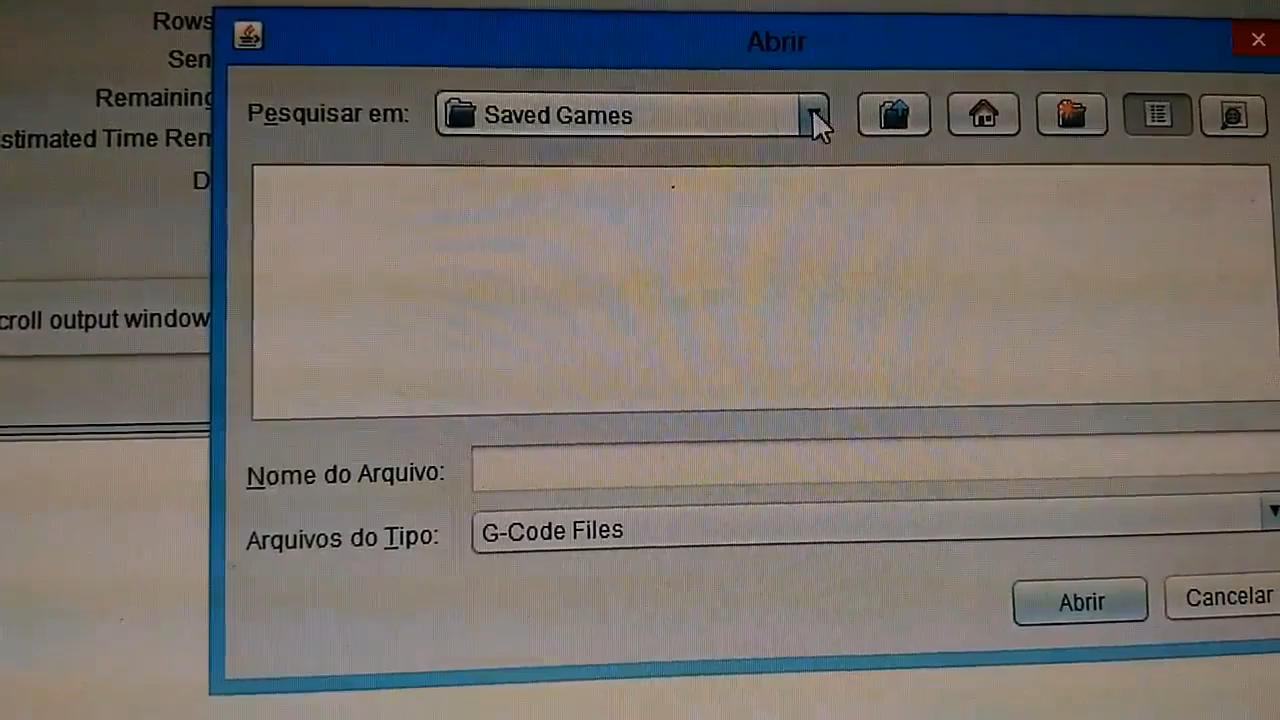 Rows
Sen
Remaining
stimated Time Rem
D
croll output window
Abrir
Pesquisar em:
Saved Games
Nome do Arquivo:
Arquivos do Tipo:
G-Code Files
Abrir
Cancelar